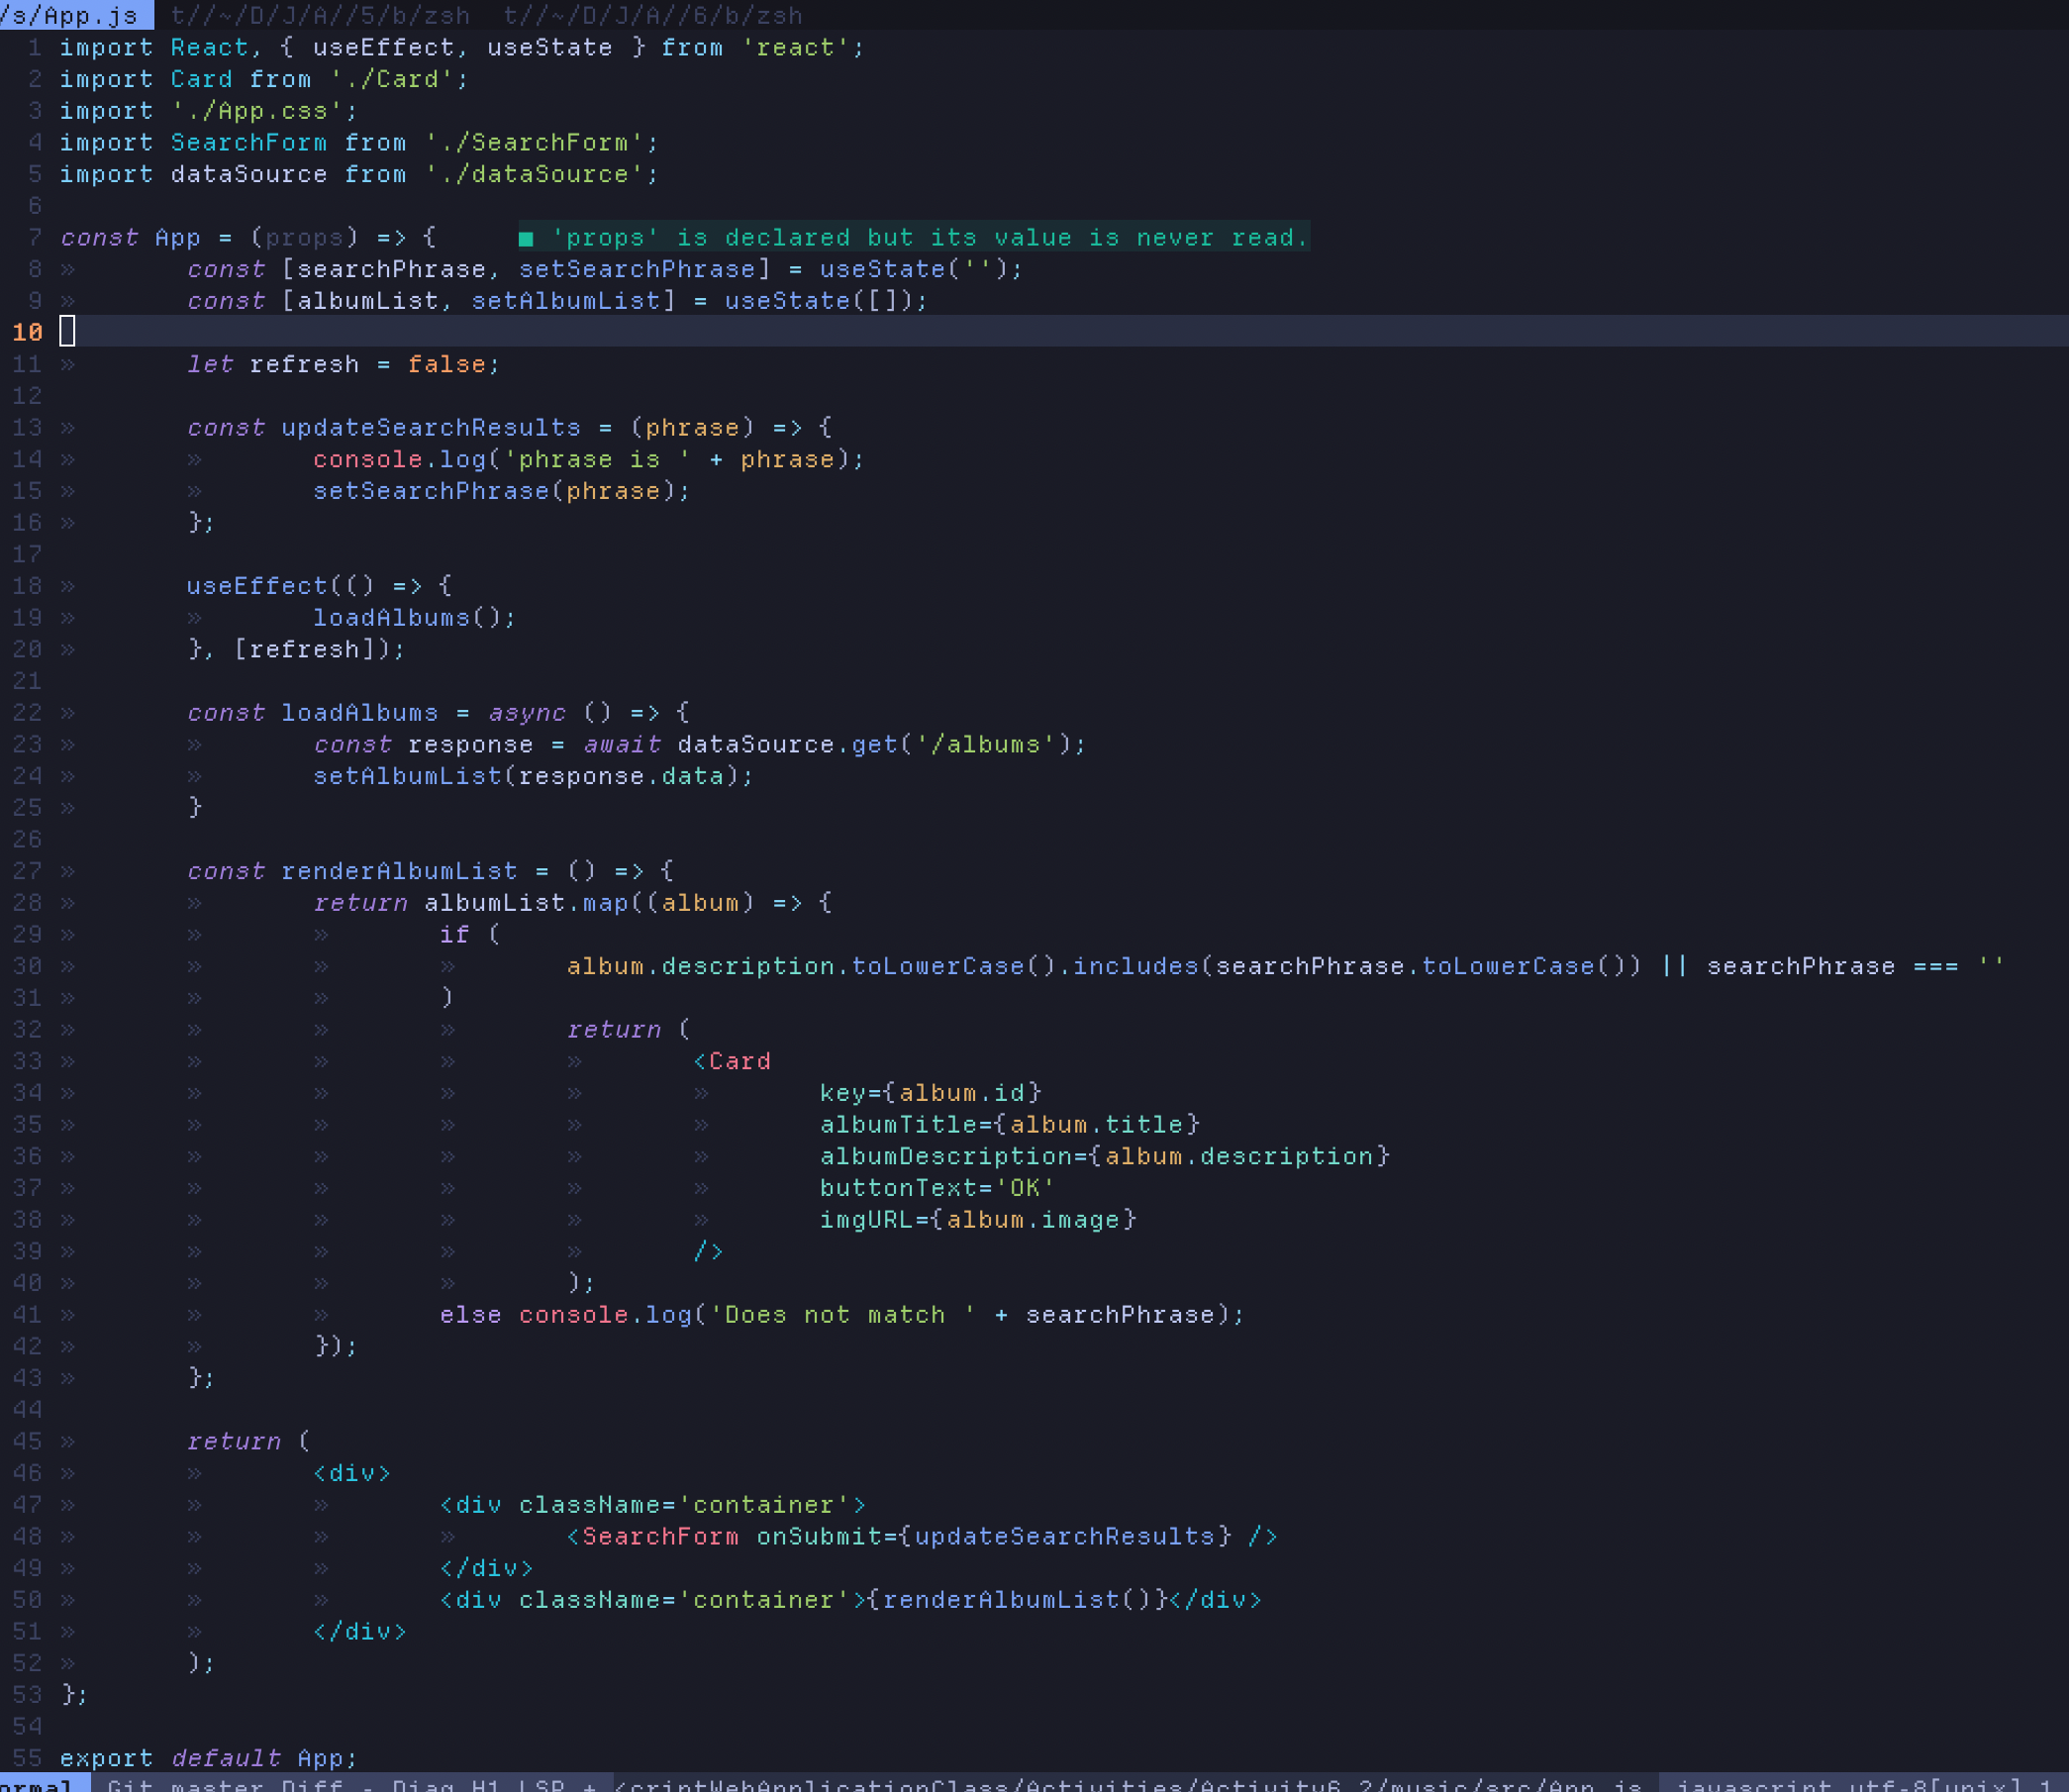 /s/App.js t//~/D/J/A//5/b/zsh t//~/D/J/A//6/b/zsh
1 import React, { useEffect, useState } from 'react';
2 import Card from './Card';
3 import './App.css';
4 import SearchForm from './SearchForm';
5 import dataSource from './dataSource';
6
7 const App = (props) => { ■ 'props' is declared but its value is never read.
8 » const [searchPhrase, setSearchPhrase] = useState('');
9 » const [albumList, setAlbumList] = useState([]);
10
11 » let refresh = false;
12
13 » const updateSearchResults = (phrase) => {
14 » » console.log('phrase is ' + phrase);
15 » » setSearchPhrase(phrase);
16 » };
17
18 » useEffect(() => {
19 » » loadAlbums();
20 » }, [refresh]);
21
22 » const loadAlbums = async () => {
23 » » const response = await dataSource.get('/albums');
24 » » setAlbumList(response.data);
25 » }
26
27 » const renderAlbumList = () => {
28 » » return albumList.map((album) => {
29 » » » if (
30 » » » » album.description.toLowerCase().includes(searchPhrase.toLowerCase()) || searchPhrase === ''
31 » » » )
32 » » » » return (
33 » » » » » <Card
34 » » » » » » key={album.id}
35 » » » » » » albumTitle={album.title}
36 » » » » » » albumDescription={album.description}
37 » » » » » » buttonText='OK'
38 » » » » » » imgURL={album.image}
39 » » » » » />
40 » » » » );
41 » » » else console.log('Does not match ' + searchPhrase);
42 » » });
43 » };
44
45 » return (
46 » » <div>
47 » » » <div className='container'>
48 » » » » <SearchForm onSubmit={updateSearchResults} />
49 » » » </div>
50 » » » <div className='container'>{renderAlbumList()}</div>
51 » » </div>
52 » );
53 };
54
55 export default App;
ormal Git master Diff - Diag H1 LSP + <criptWebApplicationClass/Activities/Activity6_2/music/src/App.js javascript utf-8[unix] 1